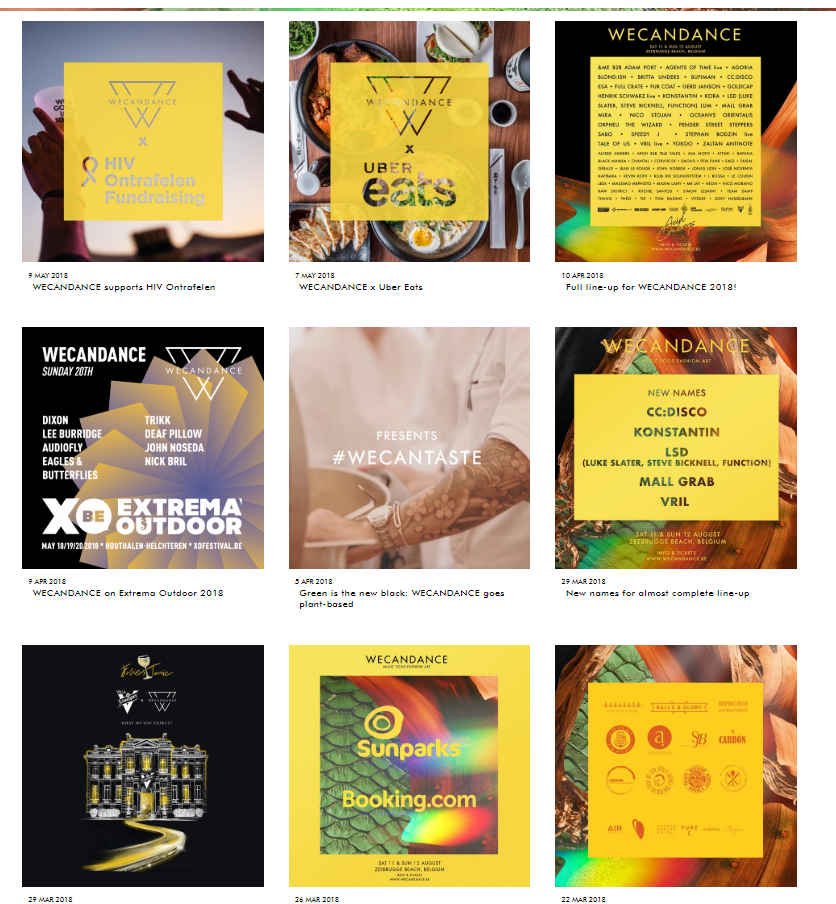 WECANDANCE
x
HIV
Ontrafelen
Fundraising
9 MAY 2018
WECANDANCE supports HIV Ontrafelen
WECANDANCE
x
UBER
eats
7 MAY 2018
WECANDANCE x Uber Eats
WECANDANCE
SAT 11 & SUN 12 AUGUST
ZEEBRUGGE BEACH, BELGIUM
&ME B2B ADAM PORT • AGENTS OF TIME live • AGORIA
BLOND:ISH • BRITTA UNDERS • BUFIMAN • CC:DISCO
ESA • FULL CRATE • FUR COAT • GERD JANSON • GOLDCAP
HENRIK SCHWARZ live • KONSTANTIN • KORA • LSD (LUKE
SLATER, STEVE BICKNELL, FUNCTION) LUM • MALL GRAB
MIRA • NICO STOJAN • OCEANVS ORIENTALIS
ORPHEU THE WIZARD • PENDER STREET STEPPERS
SABO • SPEEDY J • STEPHAN BODZIN live
TALE OF US • VRIL live • YOKOO • ZALTAN ANTINOTE
INFO & TICKETS
WWW.WECANDANCE.BE
10 APR 2018
Full line-up for WECANDANCE 2018!
WECANDANCE
SUNDAY 20TH
WECANDANCE
DIXON
LEE BURRIDGE
AUDIOFLY
EAGLES &
BUTTERFLIES
TRIKK
DEAF PILLOW
JOHN NOSEDA
NICK BRIL
XO BE EXTREMA
OUTDOOR
MAY 18/19/20 2018 * HOUTHALEN-HELCHTEREN * XOFESTIVAL.BE
9 APR 2018
WECANDANCE on Extrema Outdoor 2018
PRESENTS
#WECANTASTE
5 APR 2018
Green is the new black: WECANDANCE goes
plant-based
WECANDANCE
MUSIC FOOD FASHION ART
NEW NAMES
CC:DISCO
KONSTANTIN
LSD
(LUKE SLATER, STEVE BICKNELL, FUNCTION)
MALL GRAB
VRIL
SAT 11 & SUN 12 AUGUST
ZEEBRUGGE BEACH, BELGIUM
INFO & TICKETS
WWW.WECANDANCE.BE
29 MAR 2018
New names for almost complete line-up
WHAT DO YOU EXPECT?
29 MAR 2018
WECANDANCE
MUSIC FOOD FASHION ART
Sunparks
Booking.com
SAT 11 & SUN 12 AUGUST
ZEEBRUGGE BEACH, BELGIUM
INFO & TICKETS
WWW.WECANDANCE.BE
26 MAR 2018
BALLS & GLORY
SJB
CARBON
AIR
PURE
22 MAR 2018